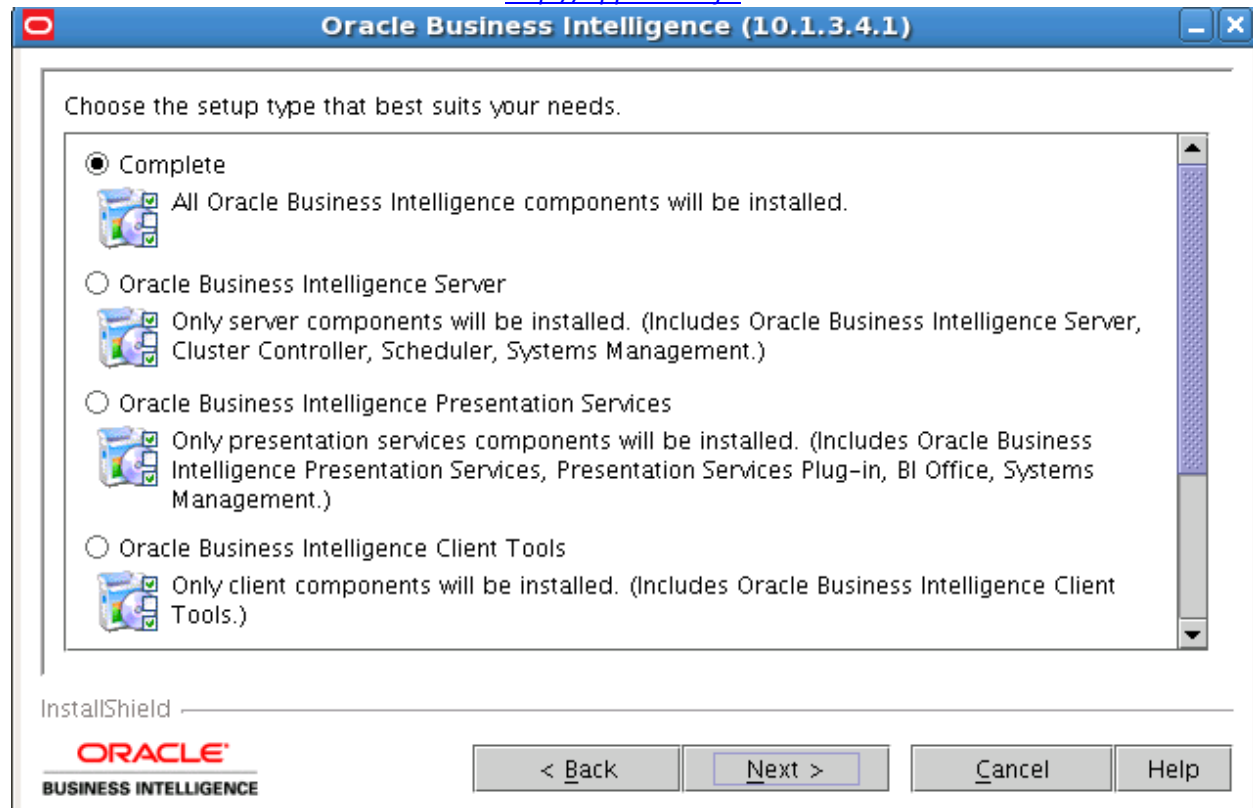 Oracle Business Intelligence (10.1.3.4.1)
Choose the setup type that best suits your needs.
Complete
All Oracle Business Intelligence components will be installed.
Oracle Business Intelligence Server
Only server components will be installed. (Includes Oracle Business Intelligence Server,
Cluster Controller, Scheduler, Systems Management.)
Oracle Business Intelligence Presentation Services
Only presentation services components will be installed. (Includes Oracle Business
Intelligence Presentation Services, Presentation Services Plug-in, BI Office, Systems
Management.)
Oracle Business Intelligence Client Tools
Only client components will be installed. (Includes Oracle Business Intelligence Client
Tools.)
InstallShield
ORACLE
BUSINESS INTELLIGENCE
< Back
Next >
Cancel
Help